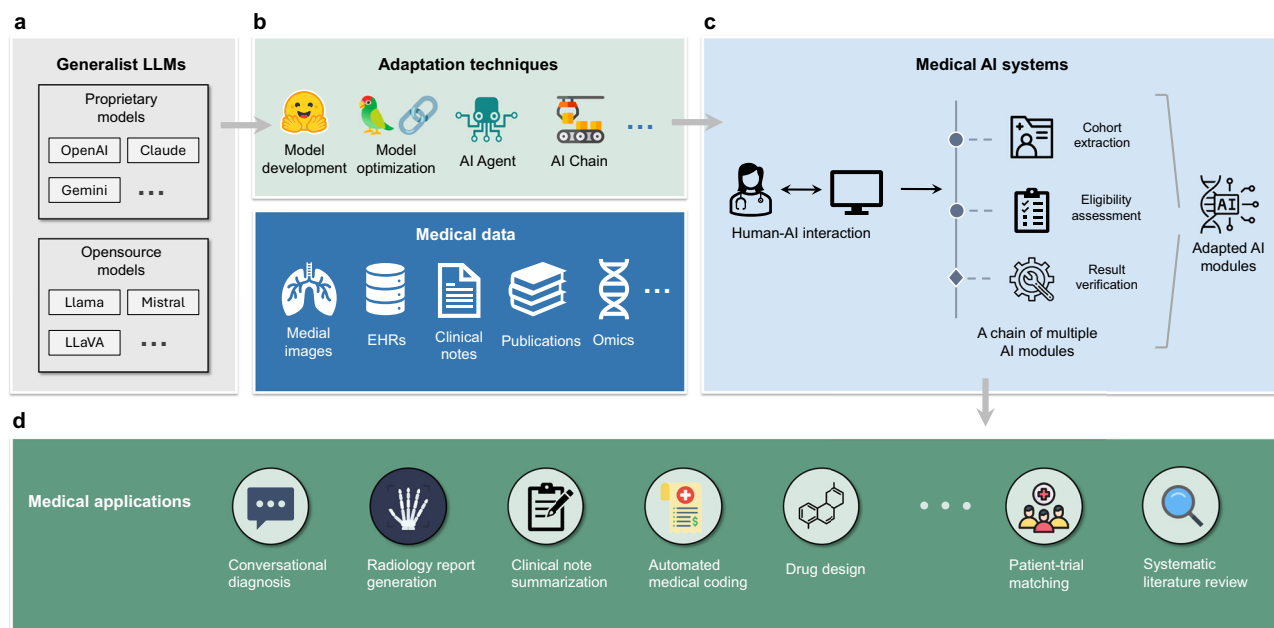 a
Generalist LLMs
Proprietary
models
OpenAI
Claude
Gemini
...
Opensource
models
Llama
Mistral
LLaVA
...
b
Adaptation techniques
Model
development
Model
optimization
AI Agent
AI Chain
...
Medical data
Medial
images
EHRs
Clinical
notes
Publications
Omics
...
c
Medical AI systems
Human-AI interaction
Cohort
extraction
Eligibility
assessment
Result
verification
A chain of multiple
AI modules
AI
Adapted AI
modules
d
Medical applications
Conversational
diagnosis
Radiology report
generation
Clinical note
summarization
Automated
medical coding
$
Drug design
...
Patient-trial
matching
Systematic
literature review